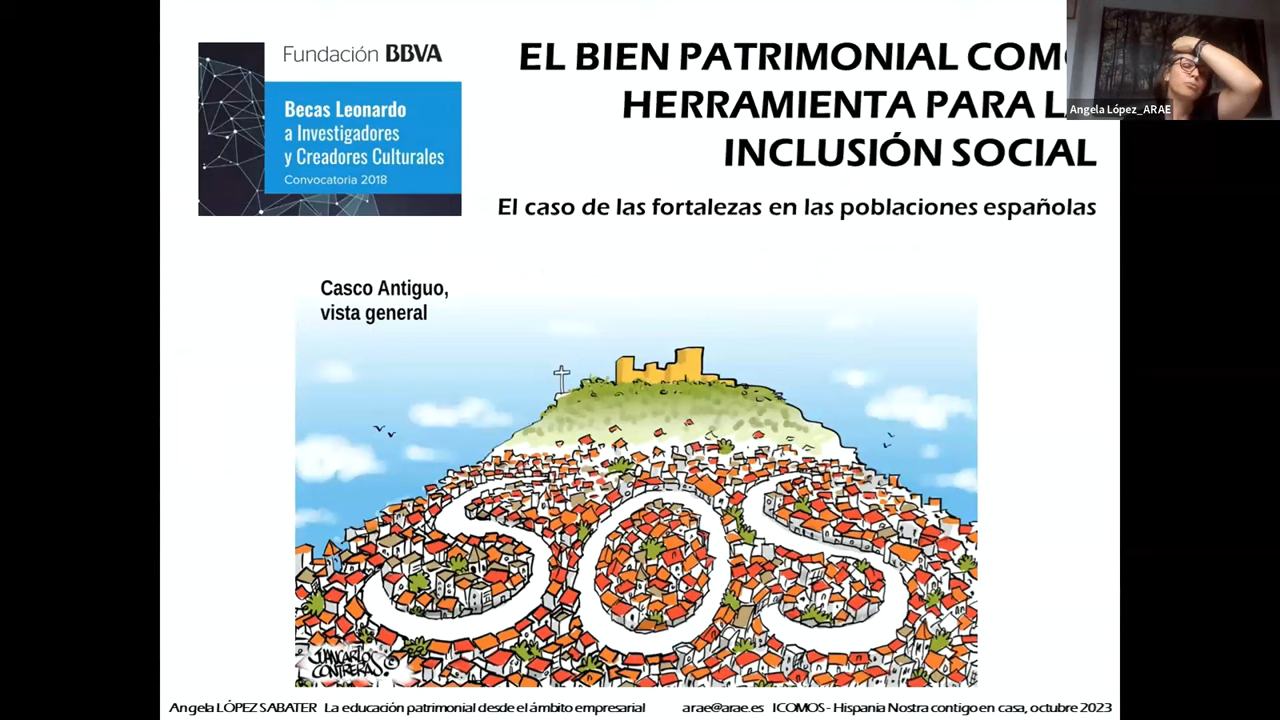 Fundación BBVA
Becas Leonardo
a Investigadores
y Creadores Culturales
Convocatoria 2018
EL BIEN PATRIMONIAL COMO
HERRAMIENTA PARA LA
INCLUSIÓN SOCIAL
El caso de las fortalezas en las poblaciones españolas
Angela López_ARAE
Casco Antiguo,
vista general
SOS
JUAN CARLOS
CONTRERAS ©
Angela LÓPEZ SABATER La educación patrimonial desde el ámbito empresarial arae@arae.es ICOMOS - Hispania Nostra contigo en casa, octubre 2023